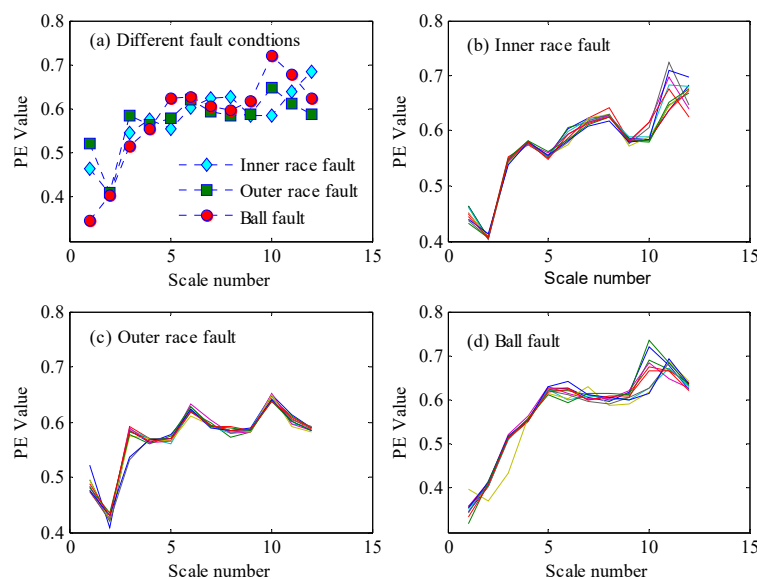 (a) Different fault condtions
PE Value
0.8
0.7
0.6
0.5
0.4
Inner race fault
Outer race fault
Ball fault
0 5 10 15
Scale number
(b) Inner race fault
PE Value
0.8
0.7
0.6
0.5
0.4
0 5 10 15
Scale number
(c) Outer race fault
PE Value
0.8
0.7
0.6
0.5
0.4
0 5 10 15
Scale number
(d) Ball fault
PE Value
0.8
0.7
0.6
0.5
0.4
0 5 10 15
Scale number